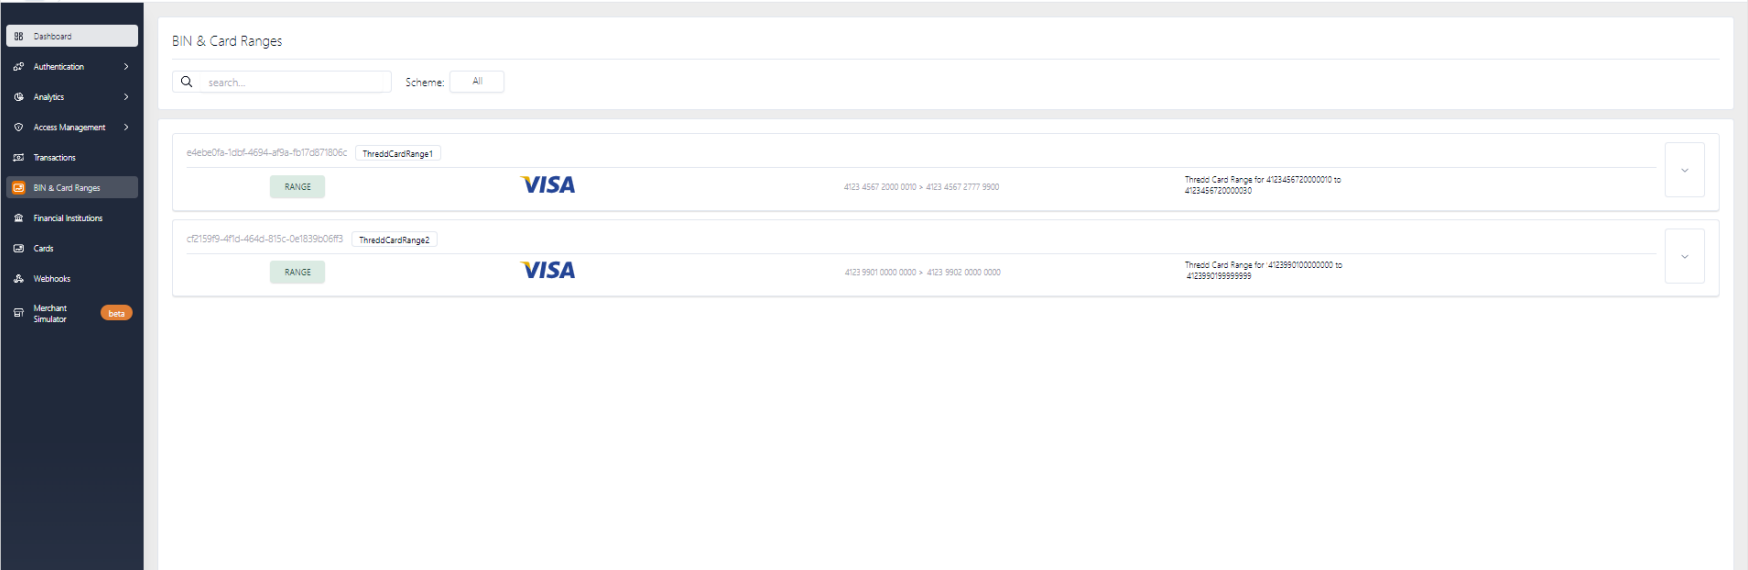 Dashboard
Authentication
Analytics
Access Management
Transactions
BIN & Card Ranges
Financial Institutions
Cards
Webhooks
Merchant
Simulator
beta
BIN & Card Ranges
search...
Scheme:
All
e4ebe0fa-1dbf-4694-af9a-fb17d871806c
ThreddCardRange1
RANGE
VISA
4123 4567 2000 0010 > 4123 4567 2777 9900
Thredd Card Range for 4123456720000010 to
4123456720000030
cf2159f9-4f1d-464d-815c-0e1839b06ff3
ThreddCardRange2
RANGE
VISA
4123 9901 0000 0000 > 4123 9902 0000 0000
Thredd Card Range for '4123990100000000 to
'4123990199999999